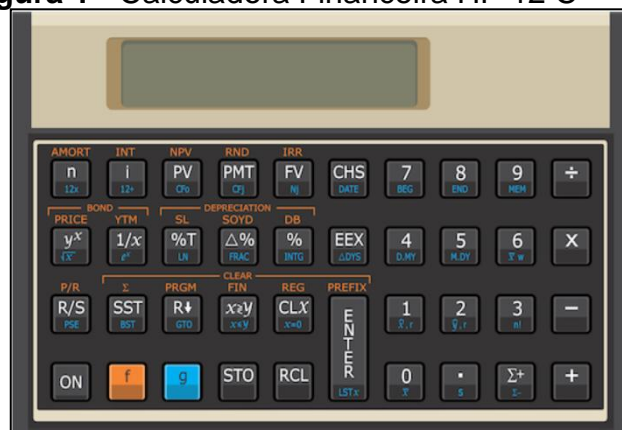 gura 1 - Calculadora Financeira HP 12 C
AMORT INT NPV RND IRR
n i PV PMT FV CHS 7 8 9 ÷
12x 12÷ CFo CFj Nj DATE BEG END MEM
BOND DEPRECIATION
PRICE YTM SL SOYD DB
yˣ 1/x %T △% % EEX 4 5 6 X
√x eˣ LN FRAC INTG △DYS D.MY M.DY x̄ w
CLEAR
P/R Σ PRGM FIN REG PREFIX
R/S SST R↓ x≷y CLX ENTER 1 2 3 −
PSE BST GTO x≤y x=0 x̂,r ŷ,r n!
ON f g STO RCL 0 . Σ+ +
LSTx x̄ s Σ-